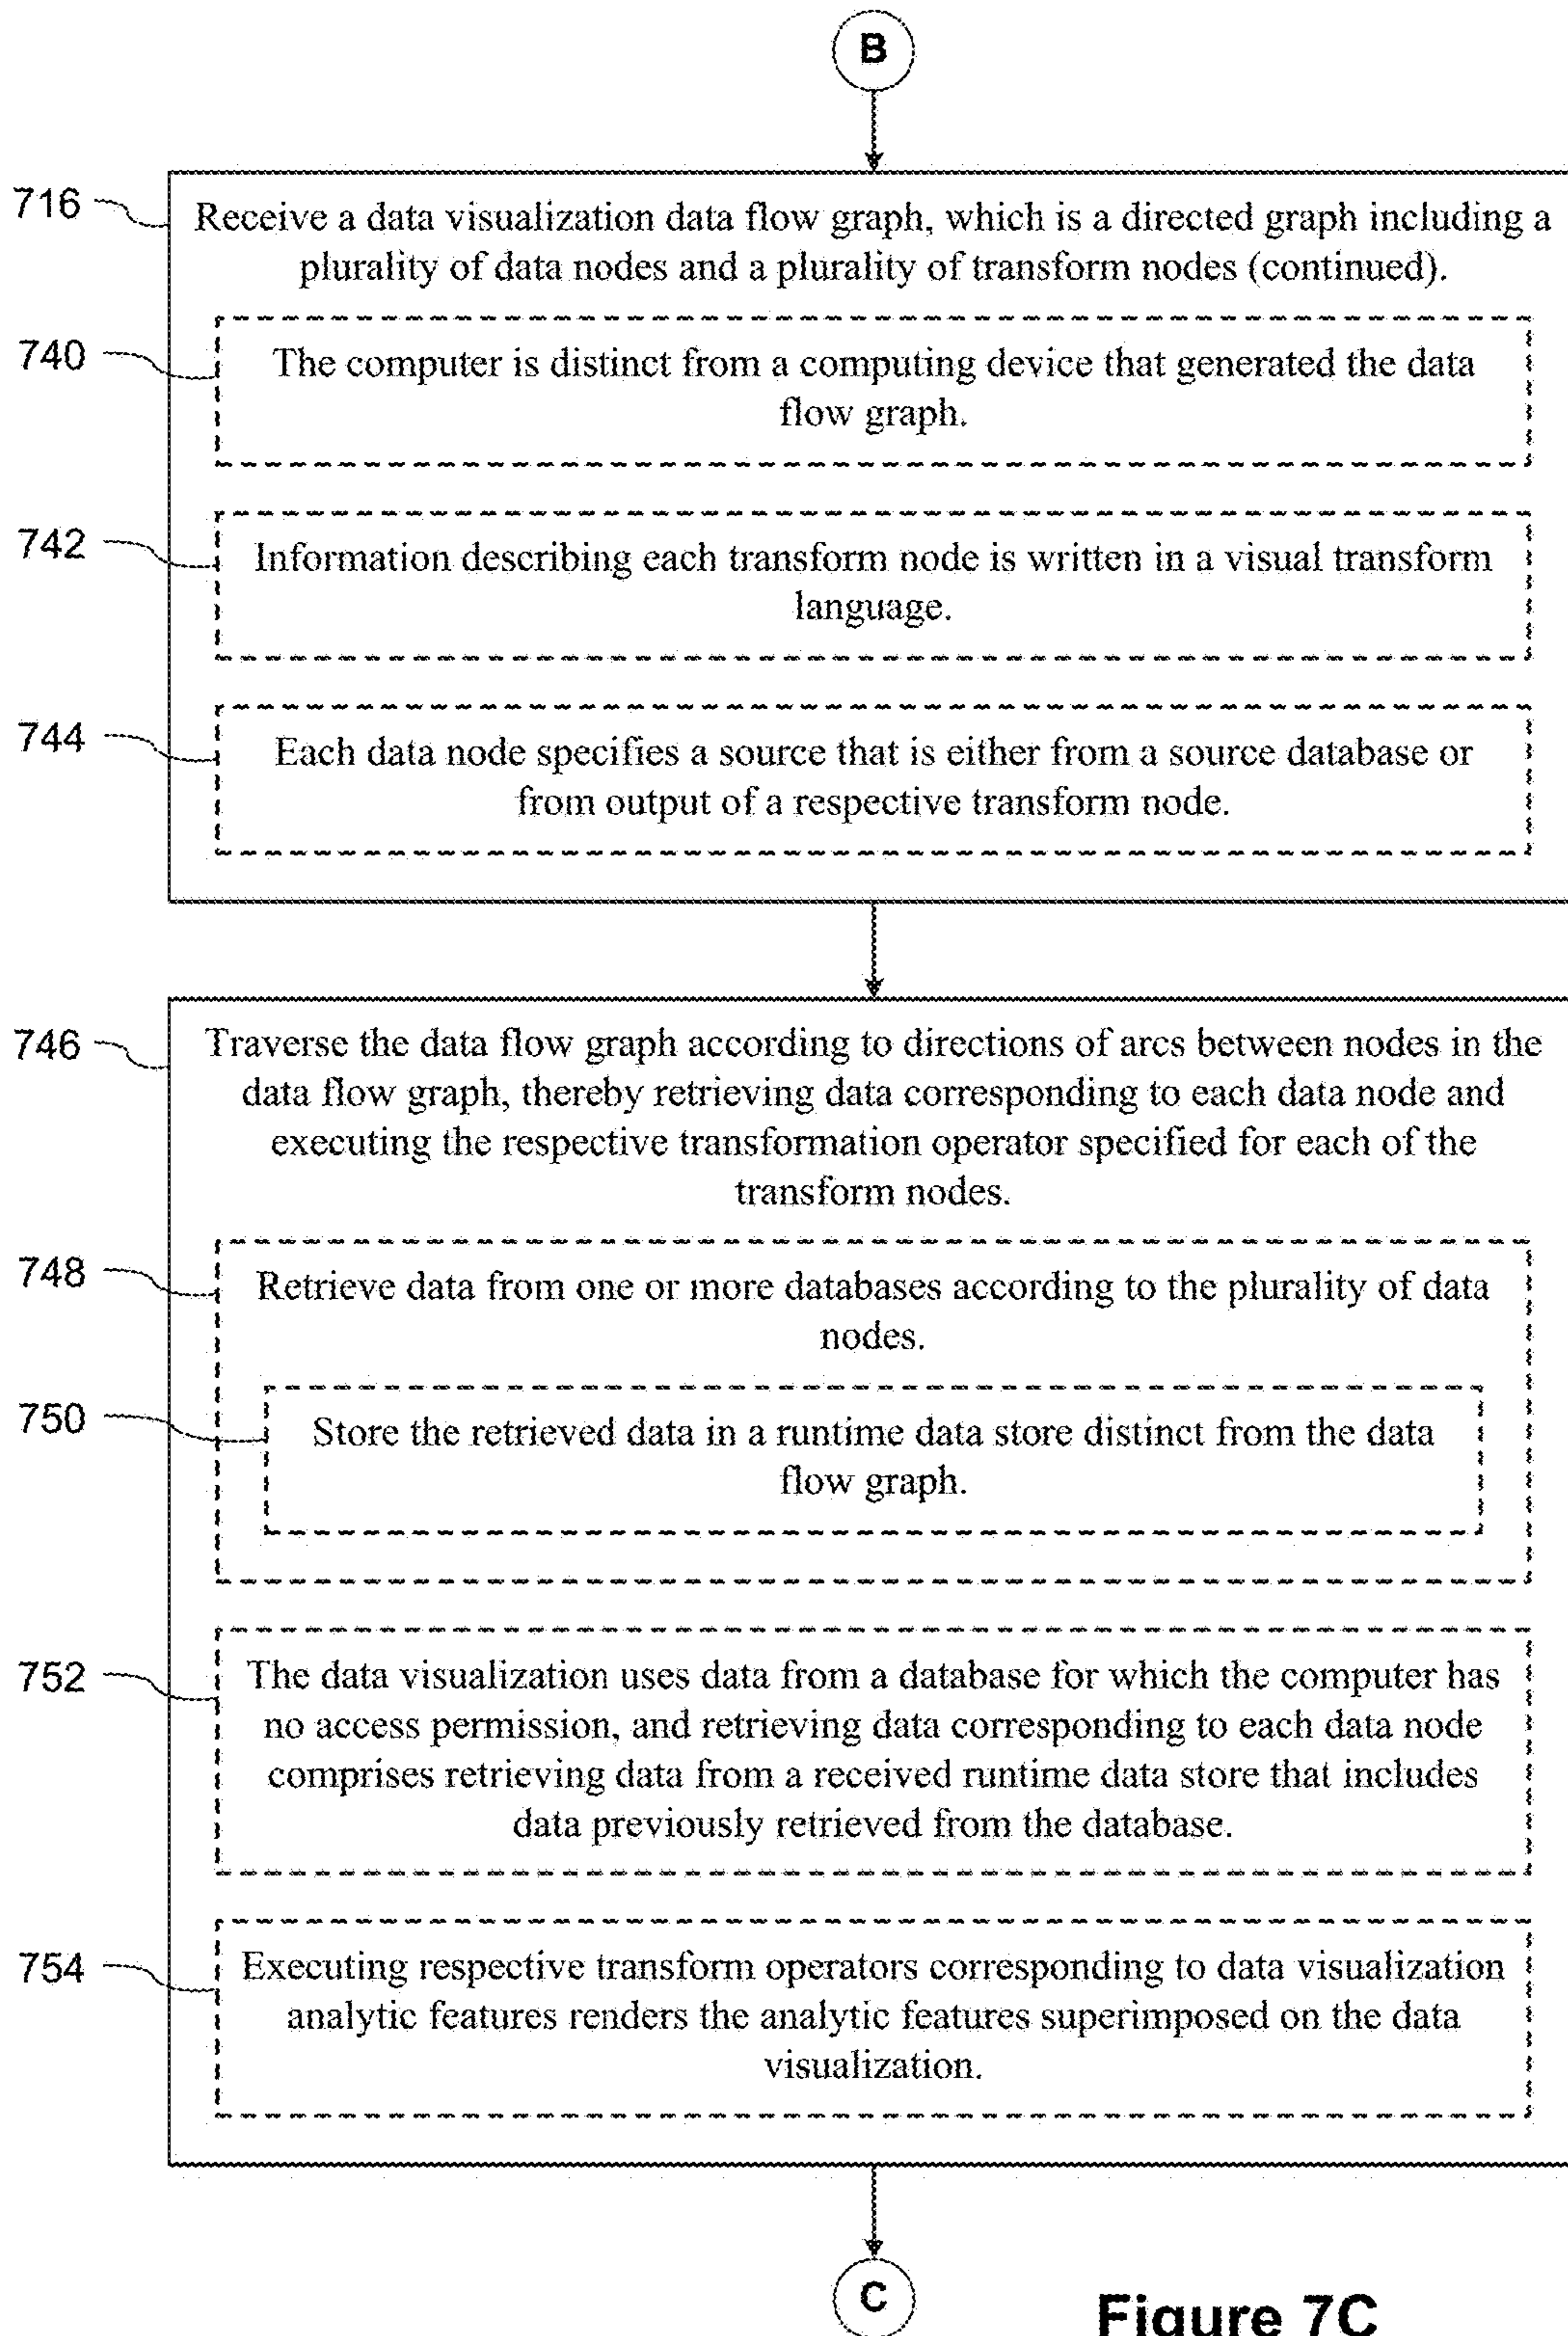 B
716
Receive a data visualization data flow graph, which is a directed graph including a
plurality of data nodes and a plurality of transform nodes (continued).
740
The computer is distinct from a computing device that generated the data
flow graph.
742
Information describing each transform node is written in a visual transform
language.
744
Each data node specifies a source that is either from a source database or
from output of a respective transform node.
746
Traverse the data flow graph according to directions of arcs between nodes in the
data flow graph, thereby retrieving data corresponding to each data node and
executing the respective transformation operator specified for each of the
transform nodes.
748
Retrieve data from one or more databases according to the plurality of data
nodes.
750
Store the retrieved data in a runtime data store distinct from the data
flow graph.
752
The data visualization uses data from a database for which the computer has
no access permission, and retrieving data corresponding to each data node
comprises retrieving data from a received runtime data store that includes
data previously retrieved from the database.
754
Executing respective transform operators corresponding to data visualization
analytic features renders the analytic features superimposed on the data
visualization.
C
Figure 7C